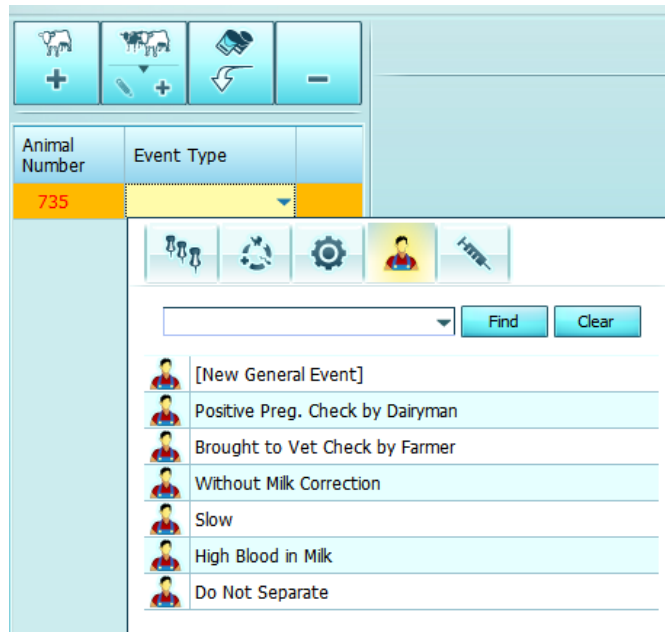 Animal
Number
Event Type
735
Find
Clear
[New General Event]
Positive Preg. Check by Dairyman
Brought to Vet Check by Farmer
Without Milk Correction
Slow
High Blood in Milk
Do Not Separate